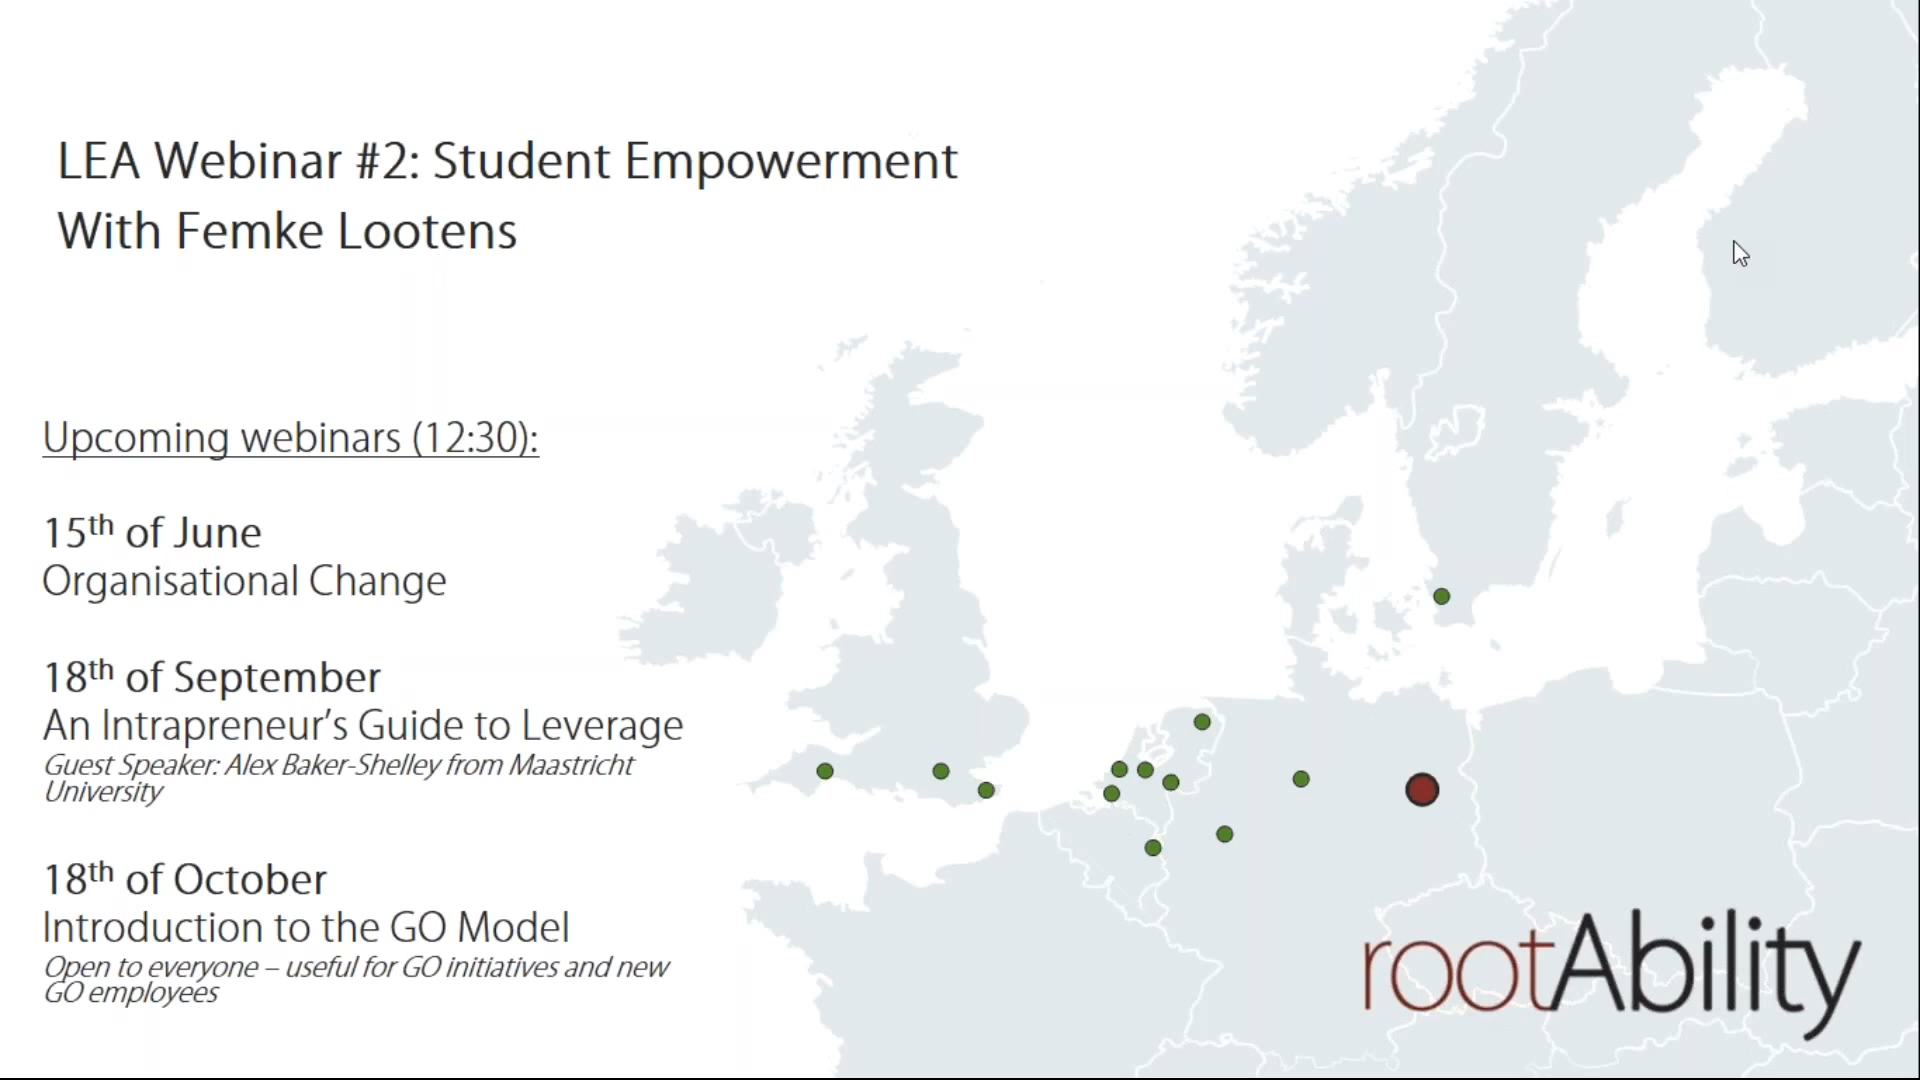 LEA Webinar #2: Student Empowerment
With Femke Lootens
Upcoming webinars (12:30):
15th of June
Organisational Change
18th of September
An Intrapreneur's Guide to Leverage
Guest Speaker: Alex Baker-Shelley from Maastricht
University
18th of October
Introduction to the GO Model
Open to everyone – useful for GO initiatives and new
GO employees
rootAbility